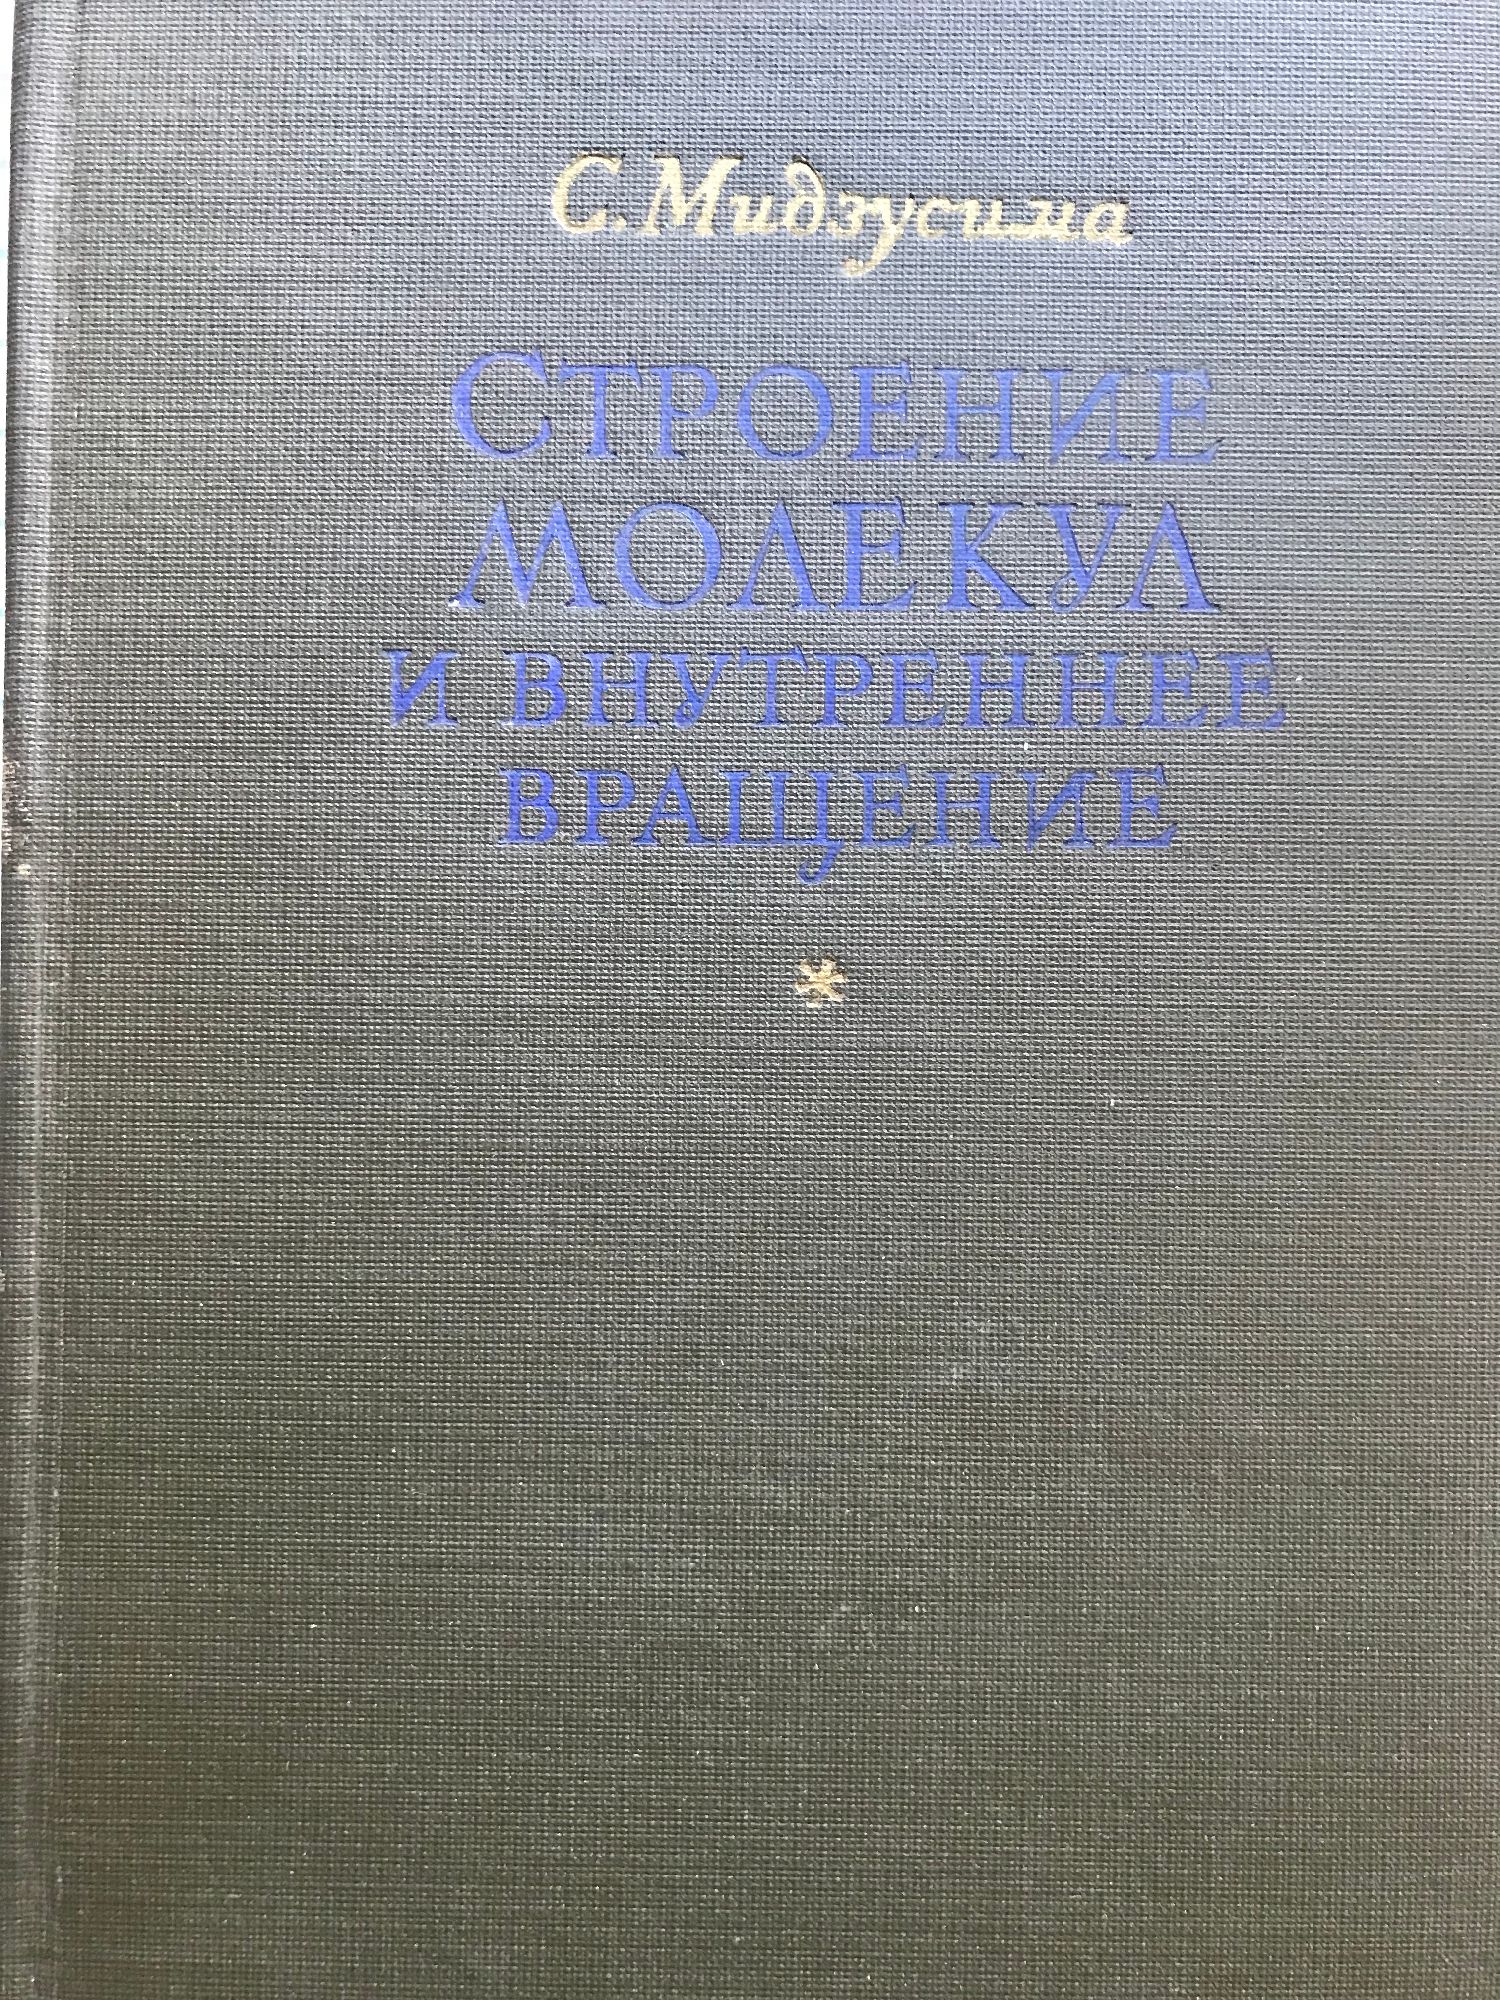 С. Мидзусима
СТРОЕНИЕ
МОЛЕКУЛ
И ВНУТРЕННЕЕ
ВРАЩЕНИЕ
*